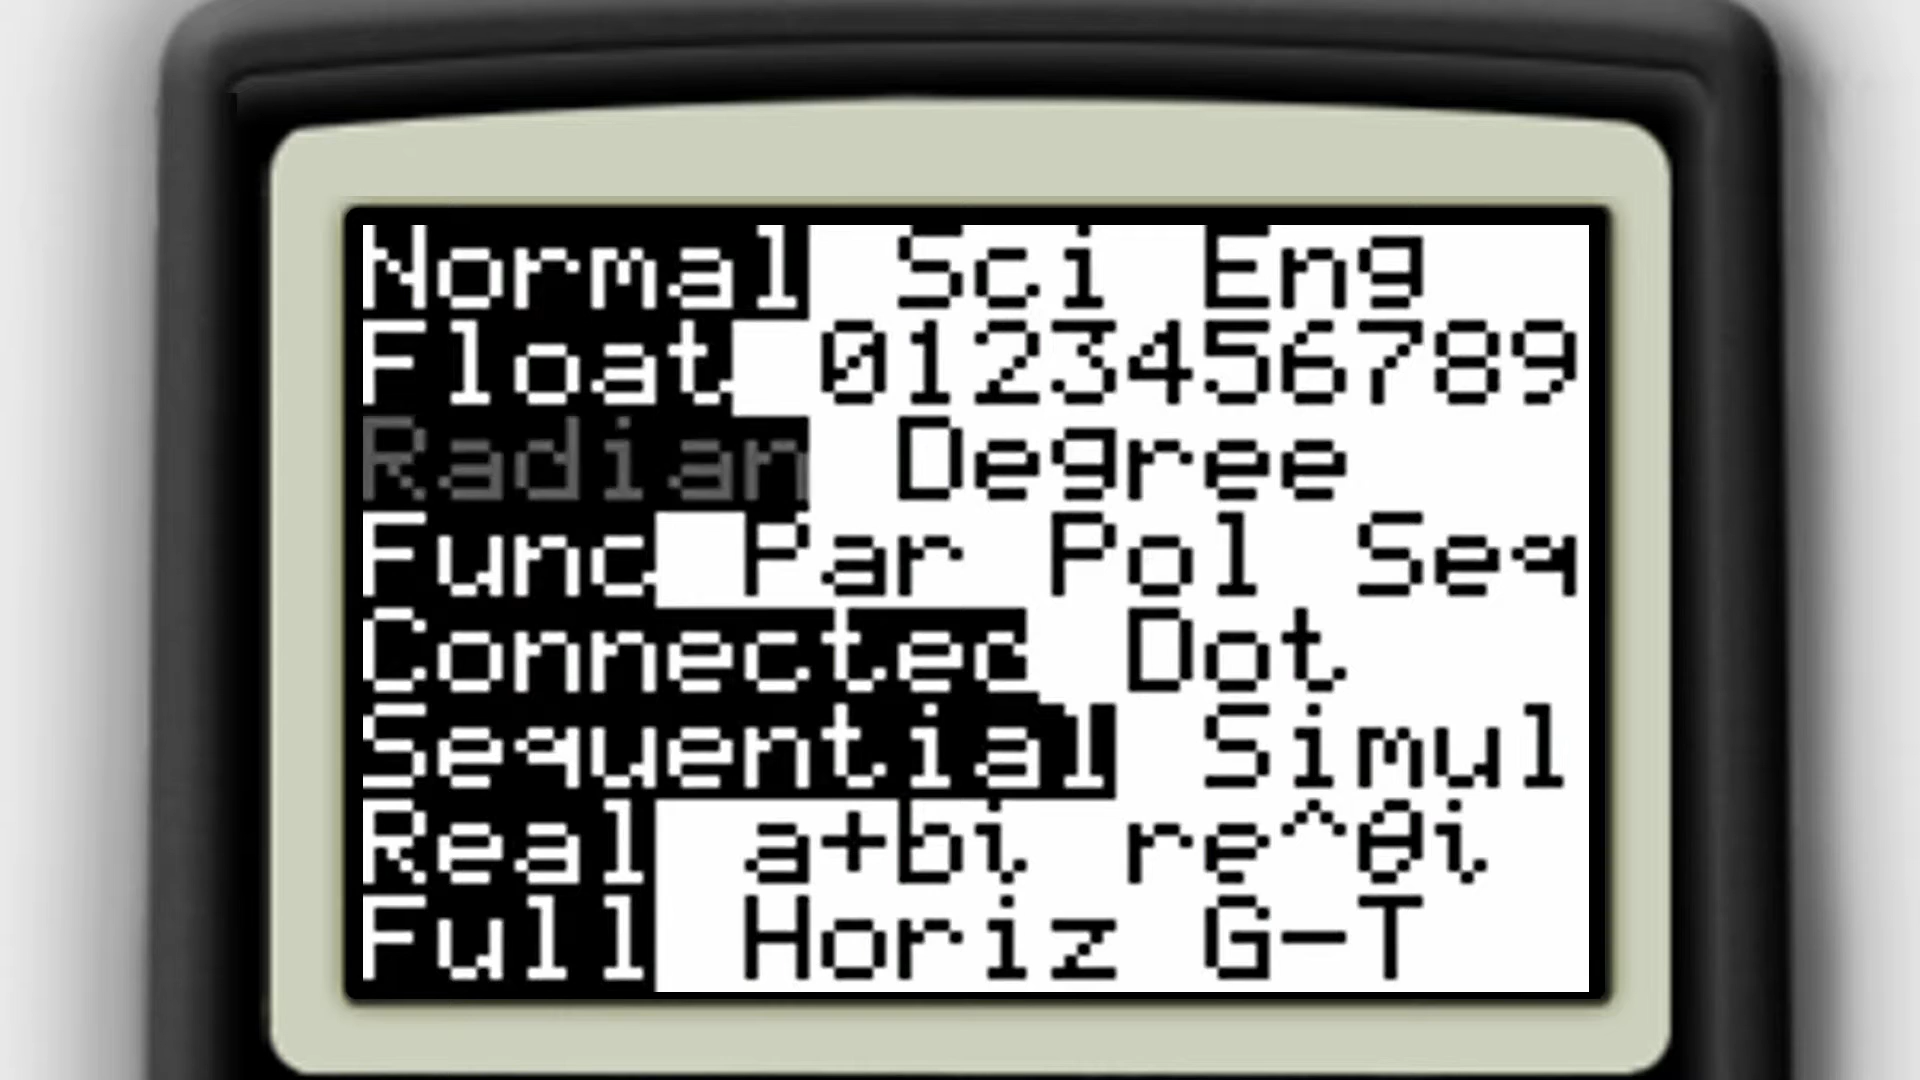 Normal Sci Eng
Float 0123456789
Radian Degree
Func Par Pol Seq
Connected Dot
Sequential Simul
Real a+bi re^θi
Full Horiz G-T